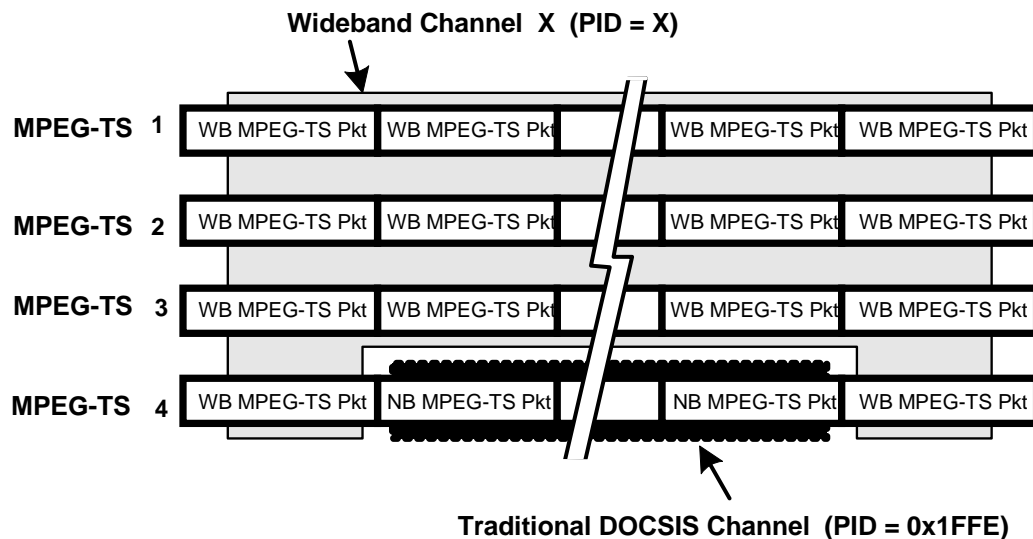 Wideband Channel X (PID = X)
MPEG-TS 1 WB MPEG-TS Pkt WB MPEG-TS Pkt WB MPEG-TS Pkt WB MPEG-TS Pkt
MPEG-TS 2 WB MPEG-TS Pkt WB MPEG-TS Pkt WB MPEG-TS Pkt WB MPEG-TS Pkt
MPEG-TS 3 WB MPEG-TS Pkt WB MPEG-TS Pkt WB MPEG-TS Pkt WB MPEG-TS Pkt
MPEG-TS 4 WB MPEG-TS Pkt NB MPEG-TS Pkt NB MPEG-TS Pkt WB MPEG-TS Pkt
Traditional DOCSIS Channel (PID = 0x1FFE)